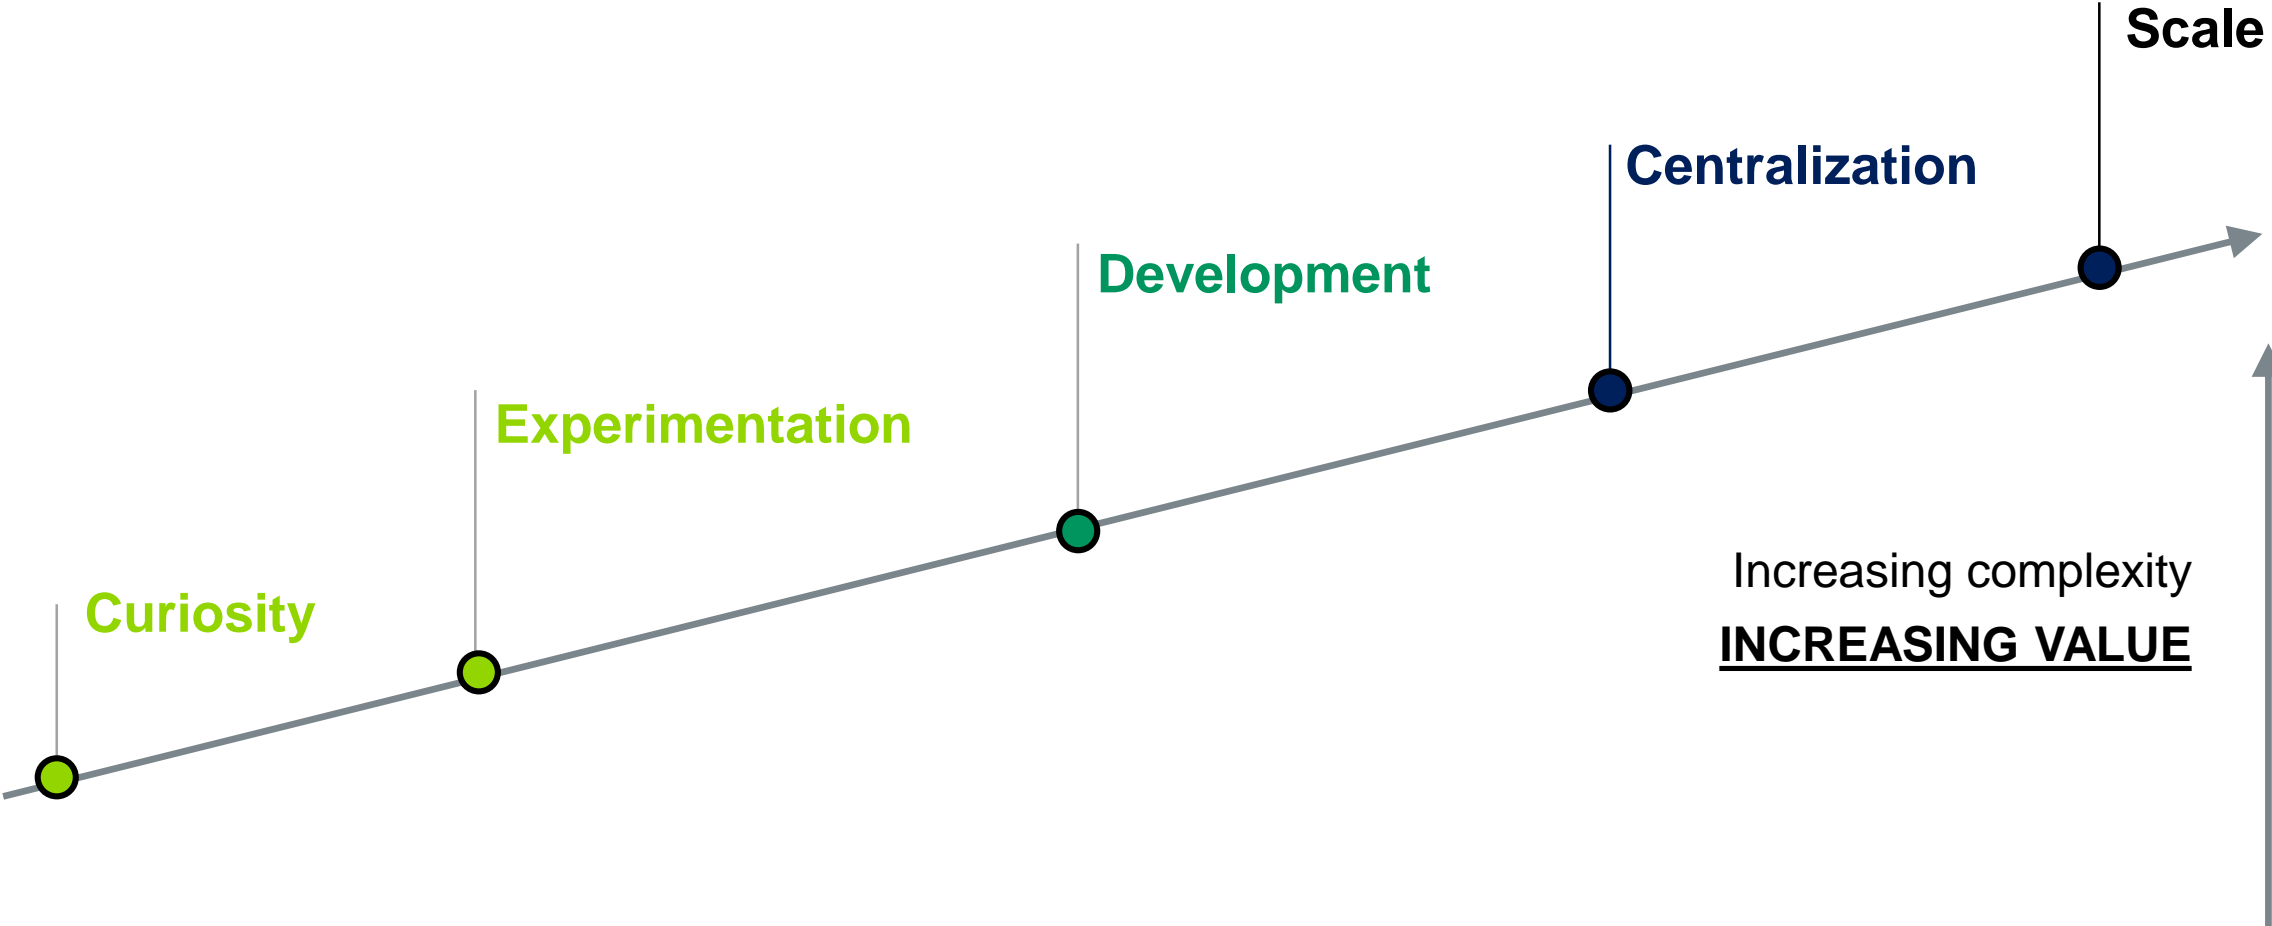 Scale
Centralization
Development
Experimentation
Increasing complexity
Curiosity
INCREASING VALUE